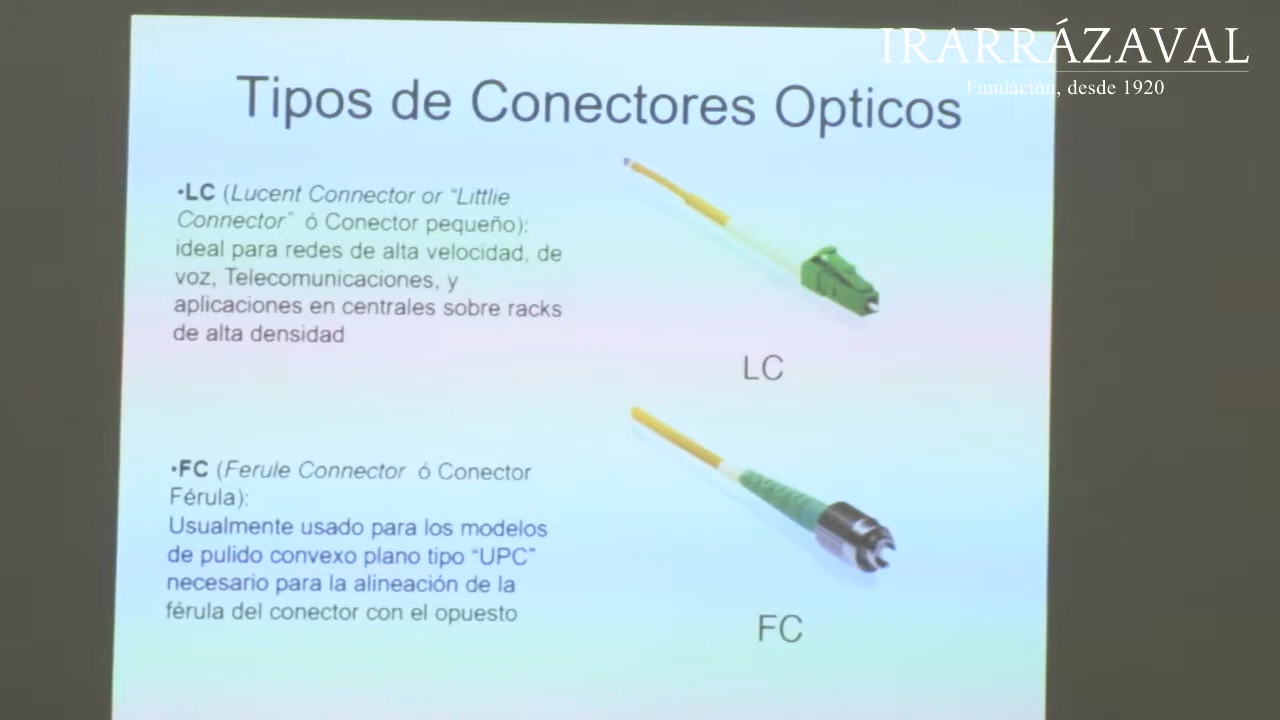 IRARRÁZAVAL
Fundación, desde 1920
Tipos de Conectores Opticos
•LC (Lucent Connector or “Littlie
Connector” ó Conector pequeño):
ideal para redes de alta velocidad, de
voz, Telecomunicaciones, y
aplicaciones en centrales sobre racks
de alta densidad
LC
•FC (Ferule Connector ó Conector
Férula):
Usualmente usado para los modelos
de pulido convexo plano tipo “UPC”
necesario para la alineación de la
férula del conector con el opuesto
FC